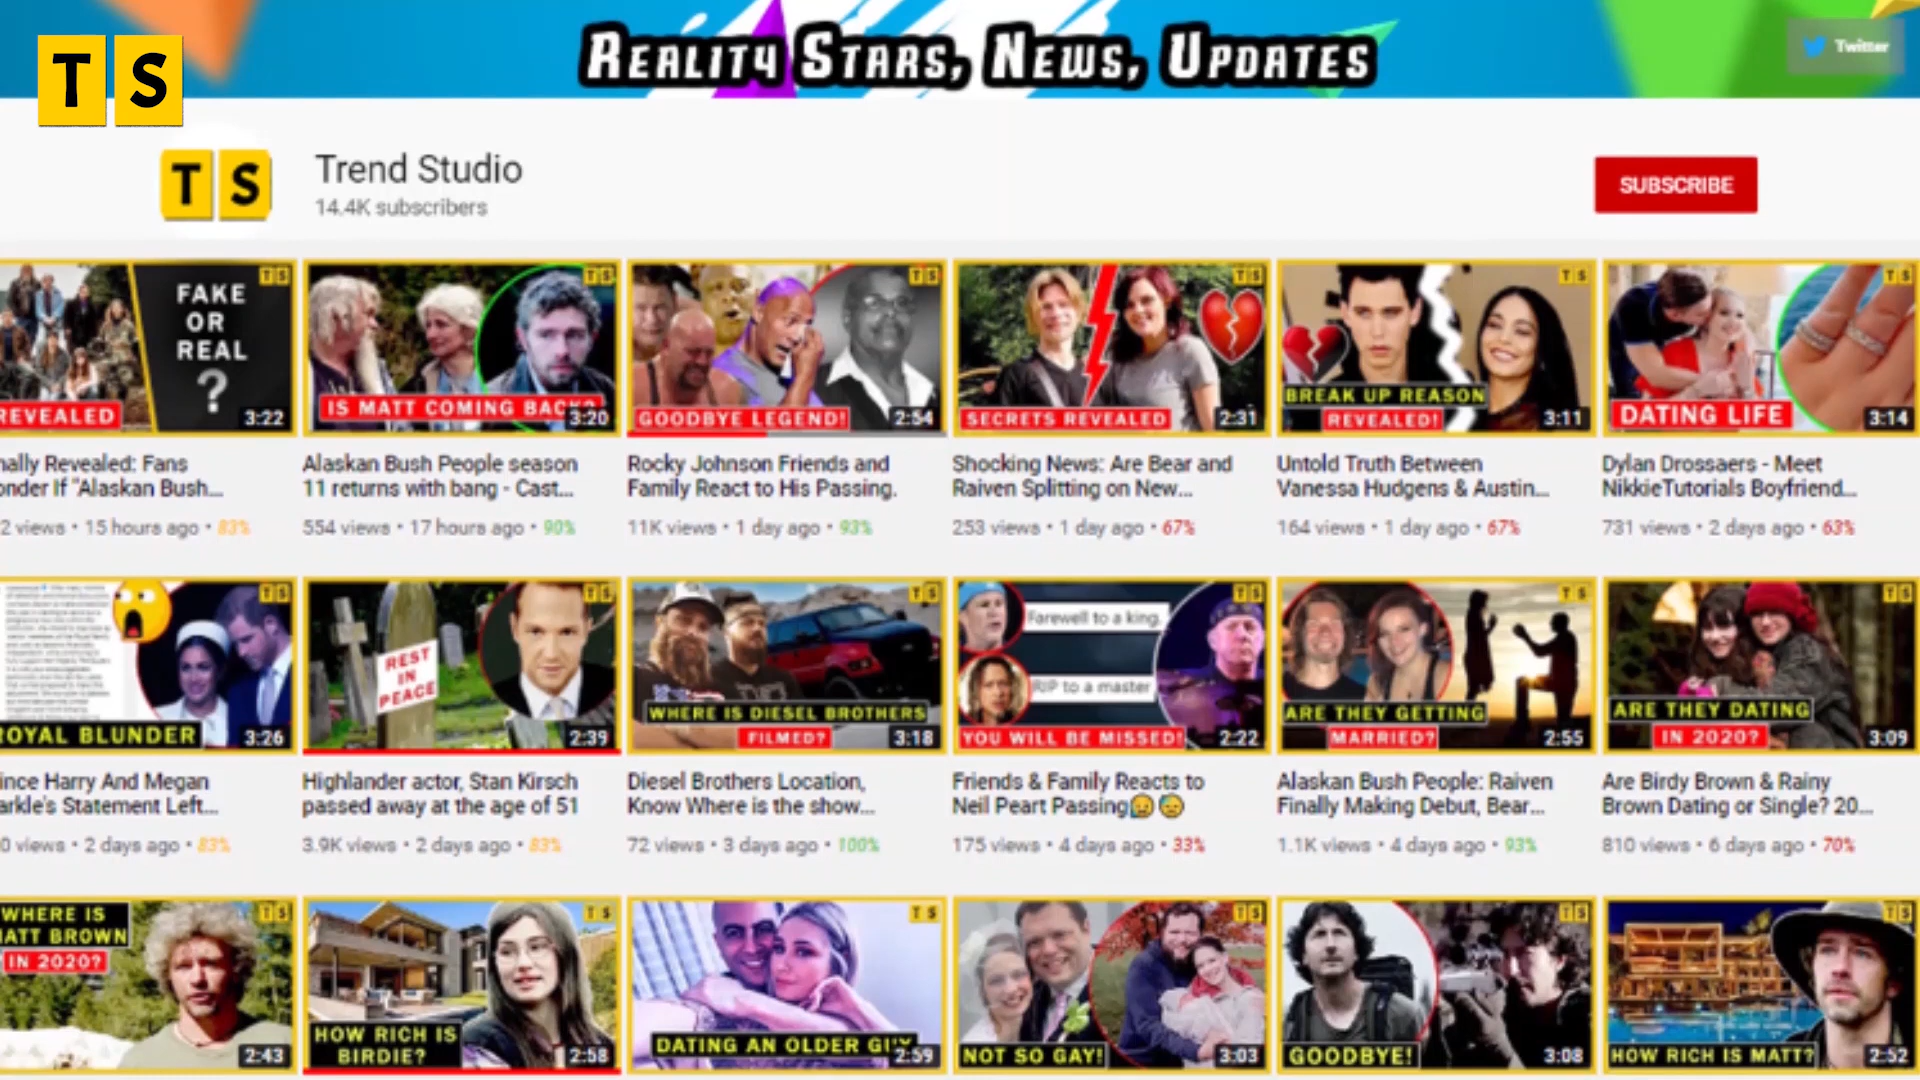 REALITY STARS, NEWS, UPDATES
Twitter
T S
T S
Trend Studio
14.4K subscribers
SUBSCRIBE
FAKE
OR
REAL
?
REVEALED
3:22
T S
IS MATT COMING BACK?
3:20
T S
GOODBYE LEGEND!
2:54
T S
SECRETS REVEALED
2:31
T S
BREAK UP REASON
REVEALED!
3:11
T S
DATING LIFE
3:14
T S
nally Revealed: Fans
onder If "Alaskan Bush...
2 views • 15 hours ago • 83%
Alaskan Bush People season
11 returns with bang - Cast...
554 views • 17 hours ago • 90%
Rocky Johnson Friends and
Family React to His Passing.
11K views • 1 day ago • 93%
Shocking News: Are Bear and
Raiven Splitting on New...
253 views • 1 day ago • 67%
Untold Truth Between
Vanessa Hudgens & Austin...
164 views • 1 day ago • 67%
Dylan Drossaers - Meet
NikkieTutorials Boyfriend...
731 views • 2 days ago • 63%
T S
ROYAL BLUNDER
3:26
T S
REST
IN
PEACE
2:39
T S
WHERE IS DIESEL BROTHERS
FILMED?
3:18
T S
Farewell to a king.
RIP to a master
YOU WILL BE MISSED!
2:22
T S
ARE THEY GETTING
MARRIED?
2:55
T S
ARE THEY DATING
IN 2020?
3:09
ince Harry And Megan
arkle's Statement Left...
0 views • 2 days ago • 83%
Highlander actor, Stan Kirsch
passed away at the age of 51
3.9K views • 2 days ago • 83%
Diesel Brothers Location,
Know Where is the show...
72 views • 3 days ago • 100%
Friends & Family Reacts to
Neil Peart Passing
175 views • 4 days ago • 33%
Alaskan Bush People: Raiven
Finally Making Debut, Bear...
1.1K views • 4 days ago • 93%
Are Birdy Brown & Rainy
Brown Dating or Single? 20...
810 views • 6 days ago • 70%
T S
WHERE IS
MATT BROWN
IN 2020?
2:43
T S
HOW RICH IS
BIRDIE?
2:58
T S
DATING AN OLDER GUY
2:59
T S
NOT SO GAY!
3:03
T S
GOODBYE!
3:08
T S
HOW RICH IS MATT?
2:52